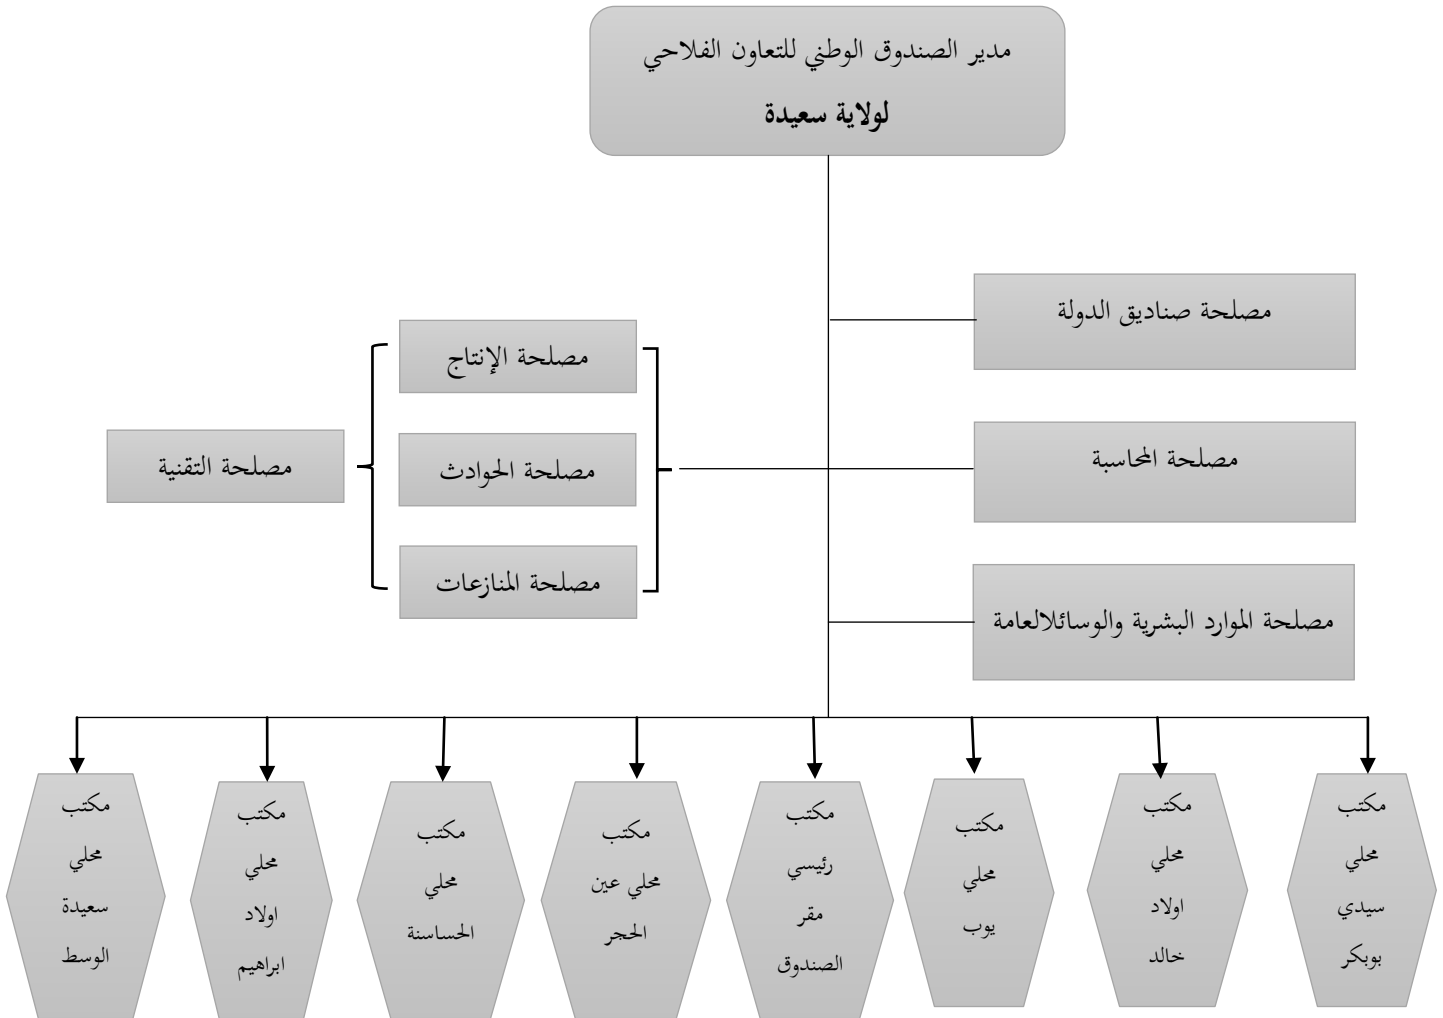 مدير الصندوق الوطني للتعاون الفلاحي
لولاية سعيدة
مصلحة صناديق الدولة
مصلحة المحاسبة
مصلحة الموارد البشرية والوسائلالعامة
مصلحة الإنتاج
مصلحة الحوادث
مصلحة المنازعات
مصلحة التقنية
مكتب
محلي
سيدي
بوبكر
مكتب
محلي
اولاد
خالد
مكتب
محلي
يوب
مكتب
رئيسي
مقر
الصندوق
مكتب
محلي عين
الحجر
مكتب
محلي
الحساسنة
مكتب
محلي
اولاد
ابراهيم
مكتب
محلي
سعيدة
الوسط